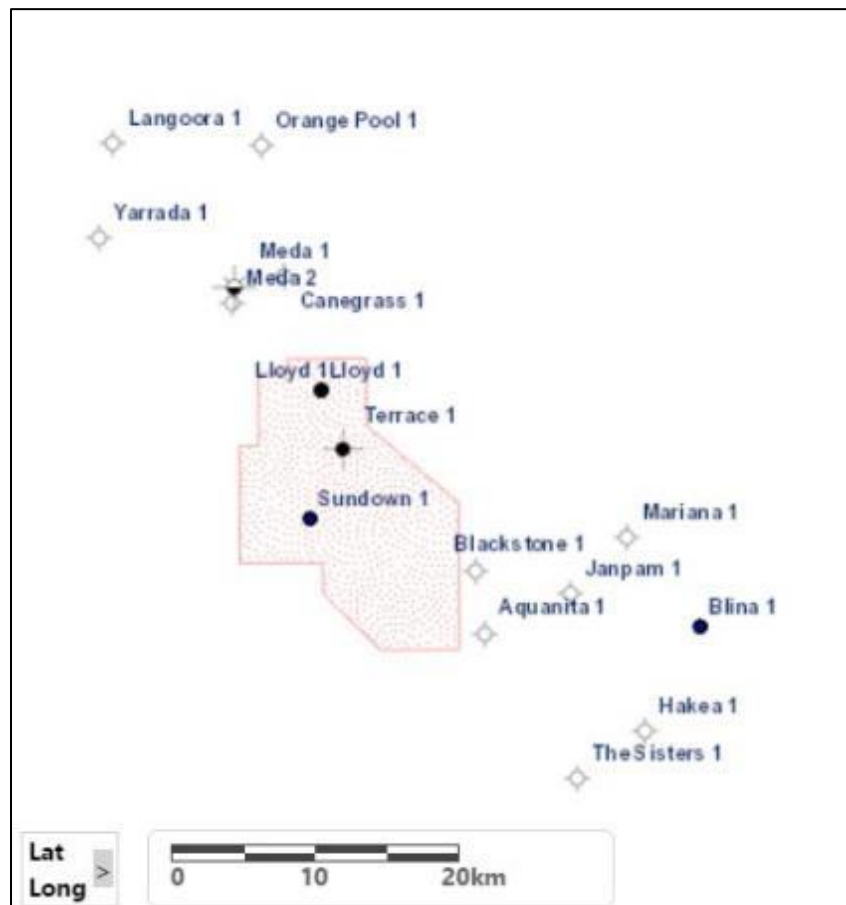 Langoora 1
Orange Pool 1
Yarrada 1
Meda 1
Meda 2
Canegrass 1
Lloyd 1Lloyd 1
Terrace 1
Sundown 1
Mariana 1
Blackstone 1
Janpam 1
Aquanita 1
Blina 1
Hakea 1
The Sisters 1
Lat
Long
>
0 10 20km